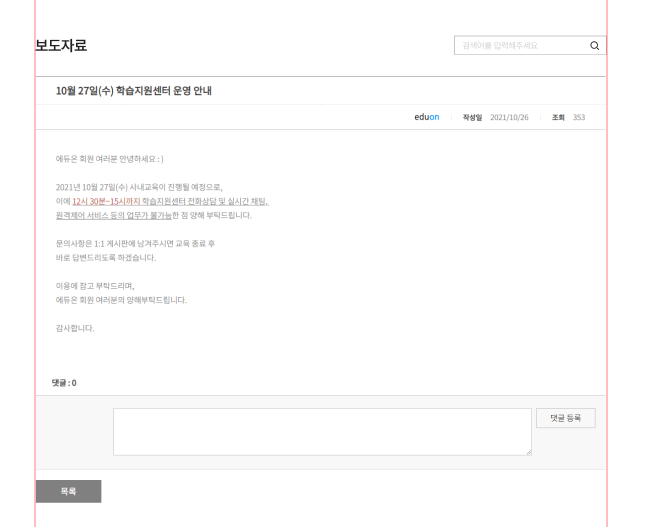 보도자료
검색어를 입력해주세요
10월 27일(수) 학습지원센터 운영 안내
eduon 작성일 2021/10/26 조회 353
에듀온 회원 여러분 안녕하세요 : )
2021년 10월 27일(수) 사내교육이 진행될 예정으로,
이에 12시 30분~15시까지 학습지원센터 전화상담 및 실시간 채팅,
원격제어 서비스 등의 업무가 불가능한 점 양해 부탁드립니다.
문의사항은 1:1 게시판에 남겨주시면 교육 종료 후
바로 답변드리도록 하겠습니다.
이용에 참고 부탁드리며,
에듀온 회원 여러분의 양해부탁드립니다.
감사합니다.
댓글 : 0
댓글 등록
목록